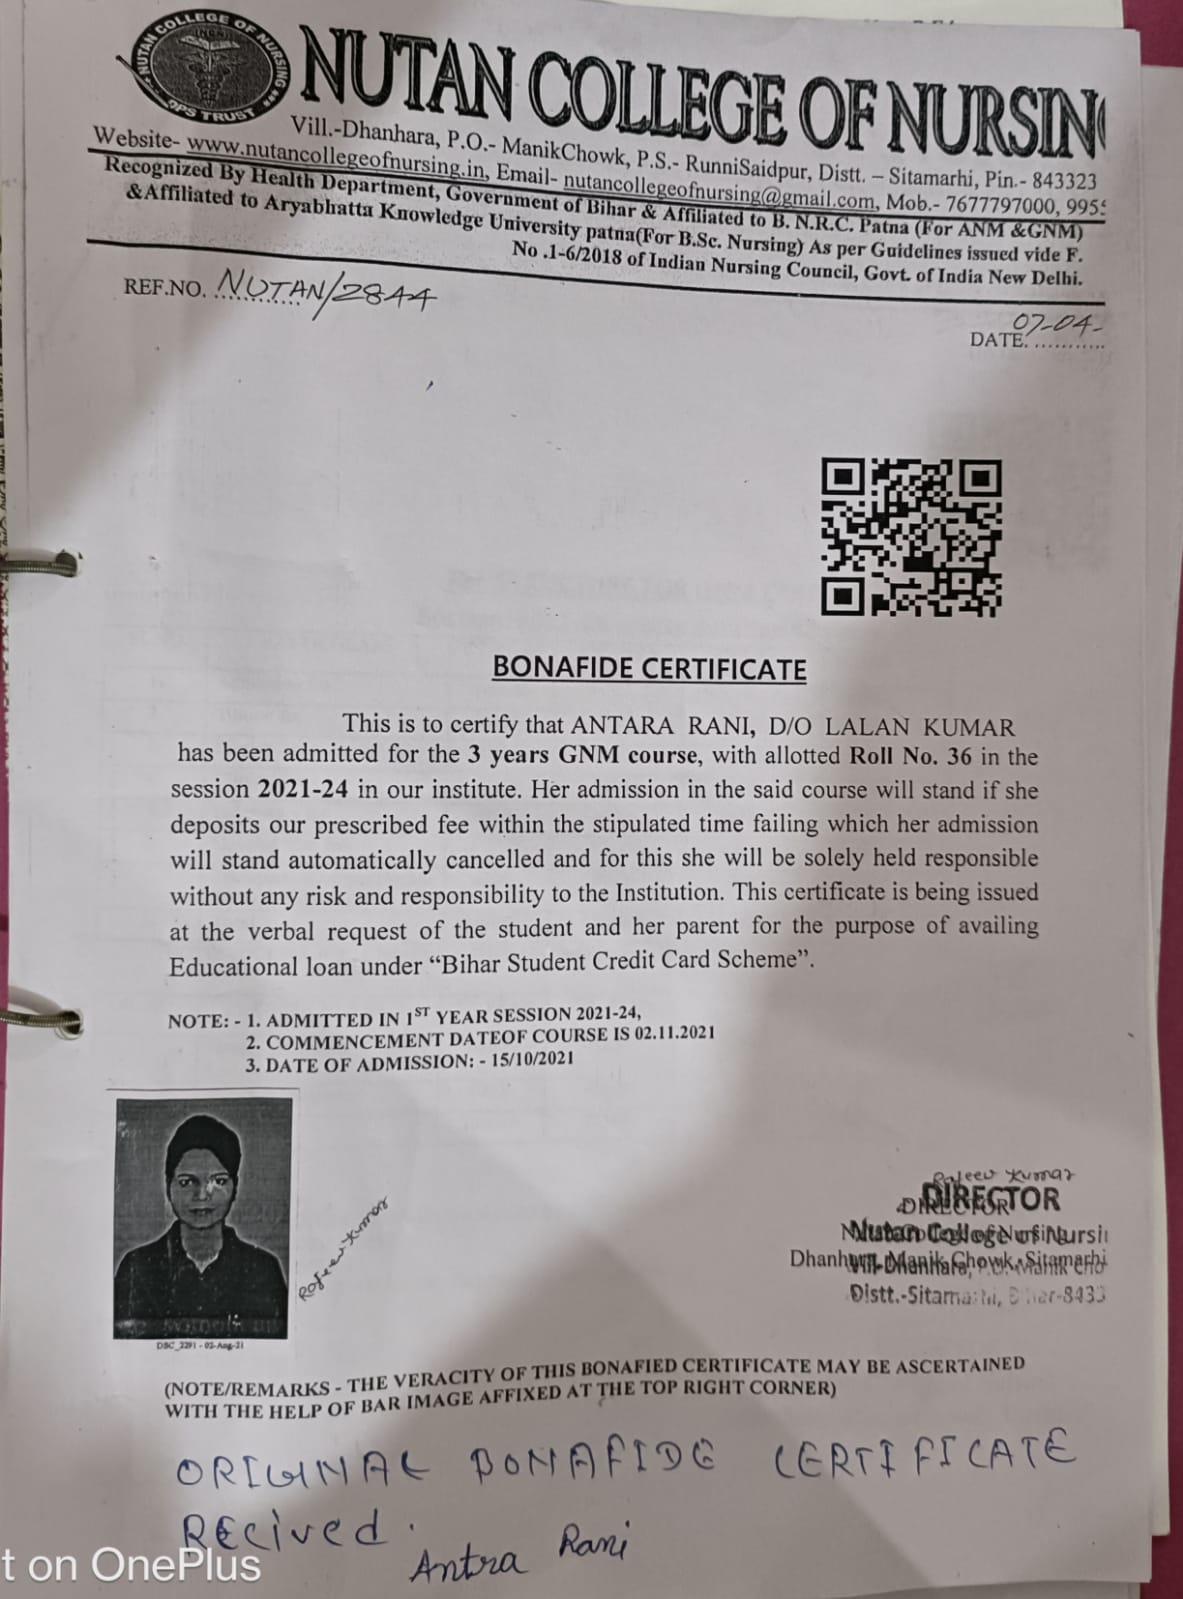 NUTAN COLLEGE OF NURSING
DPS TRUST
NUTAN COLLEGE OF NURSIN
Vill.-Dhanhara, P.O.- ManikChowk, P.S.- RunniSaidpur, Distt. – Sitamarhi, Pin.- 843323
Website- www.nutancollegeofnursing.in, Email- nutancollegeofnursing@gmail.com, Mob.- 7677797000, 995
Recognized By Health Department, Government of Bihar & Affiliated to B. N.R.C. Patna (For ANM &GNM)
&Affiliated to Aryabhatta Knowledge University patna(For B.Sc. Nursing) As per Guidelines issued vide F.
No .1-6/2018 of Indian Nursing Council, Govt. of India New Delhi.
REF.NO. NUTAN/2844
DATE. 07-04-
BONAFIDE CERTIFICATE
This is to certify that ANTARA RANI, D/O LALAN KUMAR
has been admitted for the 3 years GNM course, with allotted Roll No. 36 in the
session 2021-24 in our institute. Her admission in the said course will stand if she
deposits our prescribed fee within the stipulated time failing which her admission
will stand automatically cancelled and for this she will be solely held responsible
without any risk and responsibility to the Institution. This certificate is being issued
at the verbal request of the student and her parent for the purpose of availing
Educational loan under “Bihar Student Credit Card Scheme”.
NOTE: - 1. ADMITTED IN 1ST YEAR SESSION 2021-24,
2. COMMENCEMENT DATEOF COURSE IS 02.11.2021
3. DATE OF ADMISSION: - 15/10/2021
Rajeev Kumar
Rajeev Kumar
DIRECTOR
DIRECTOR
Nutan College of Nursi
Dhanhara, Manik Chowk, Sitamarhi
Distt.-Sitamarhi, Bihar-8433
DSC_2291 - 02-Aug-21
(NOTE/REMARKS - THE VERACITY OF THIS BONAFIED CERTIFICATE MAY BE ASCERTAINED
WITH THE HELP OF BAR IMAGE AFFIXED AT THE TOP RIGHT CORNER)
ORIGINAL BONAFIDE CERTIFICATE
RECIVED.
Antra Rani
t on OnePlus